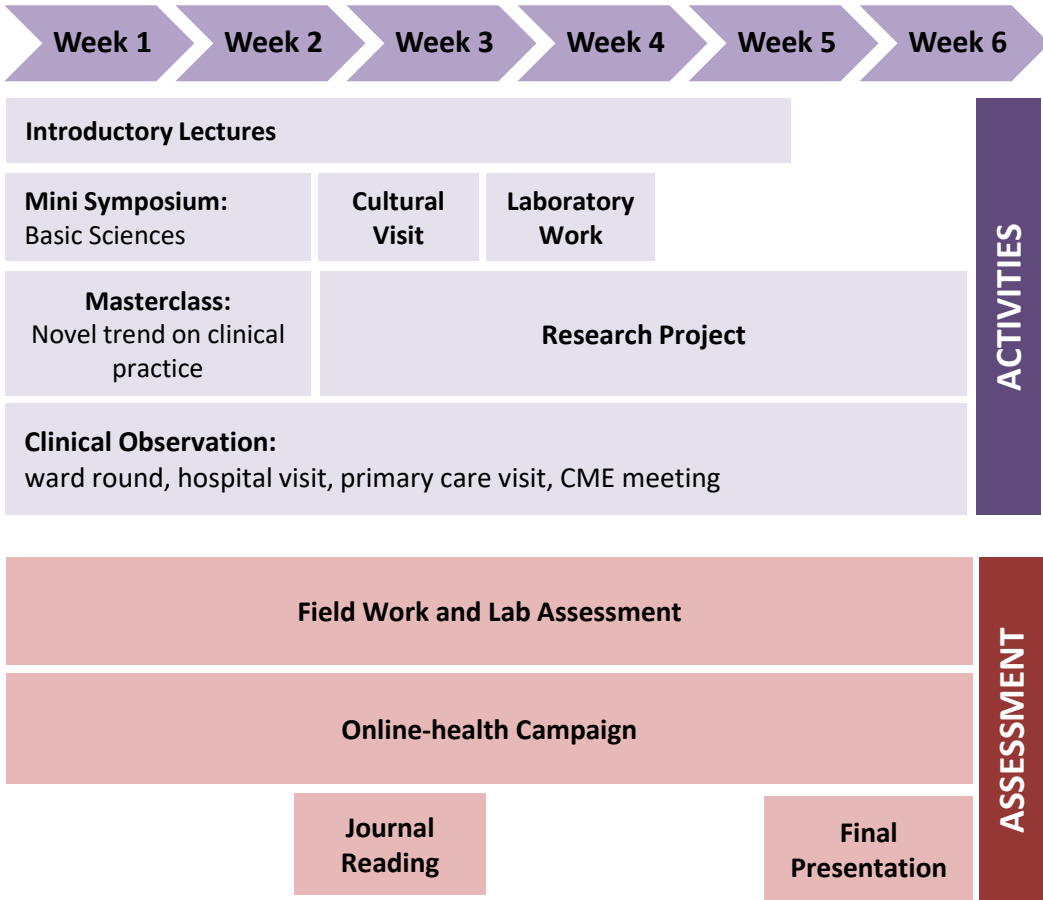 Week 1
Week 2
Week 3
Week 4
Week 5
Week 6
Introductory Lectures
Mini Symposium:
Basic Sciences
Cultural
Visit
Laboratory
Work
Masterclass:
Novel trend on clinical
practice
Research Project
Clinical Observation:
ward round, hospital visit, primary care visit, CME meeting
ACTIVITIES
Field Work and Lab Assessment
Online-health Campaign
Journal
Reading
Final
Presentation
ASSESSMENT